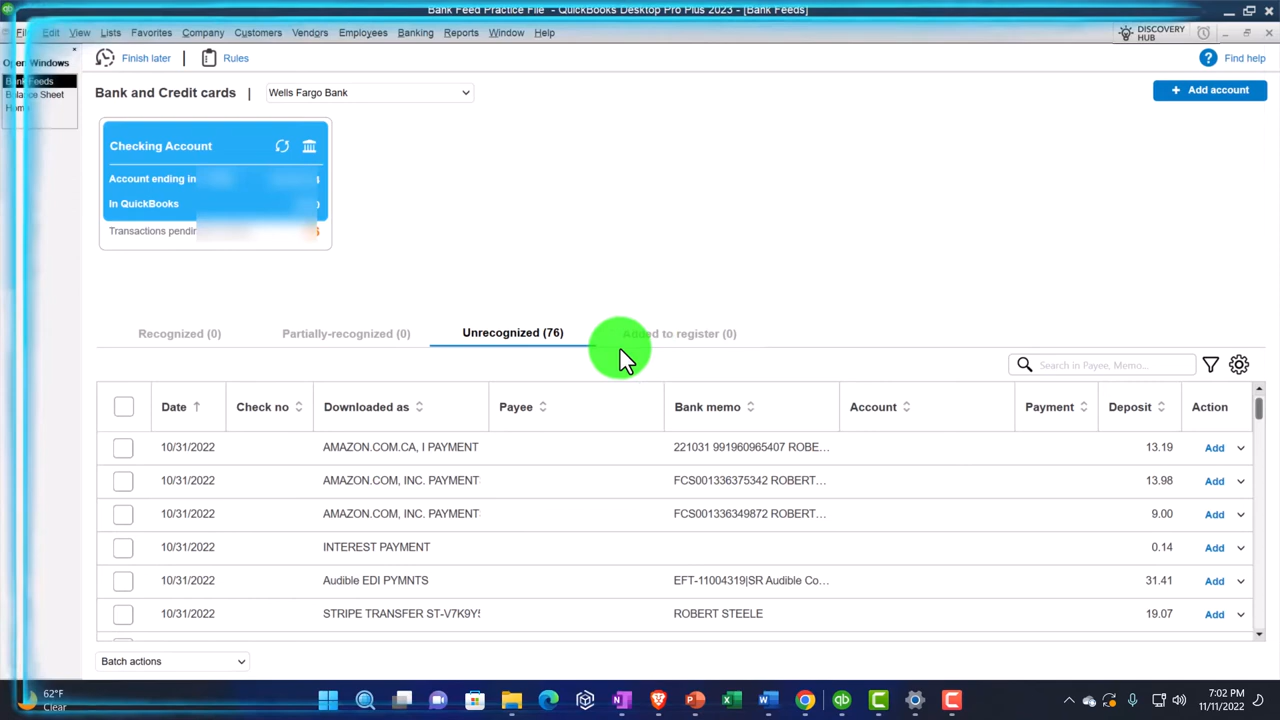 Bank Feed Practice File - QuickBooks Desktop Pro Plus 2023 - [Bank Feeds]
File Edit View Lists Favorites Company Customers Vendors Employees Banking Reports Window Help
DISCOVERY HUB
Open Windows
Bank Feeds
Balance Sheet
Finish later | Rules
Find help
Bank and Credit cards | Wells Fargo Bank
+ Add account
Checking Account
Account ending in
In QuickBooks
Transactions
Recognized (0) Partially-recognized (0) Unrecognized (76) Added to register (0)
Search in Payee, Memo...
Date Check no Downloaded as Payee Bank memo Account Payment Deposit Action
10/31/2022 AMAZON.COM.CA, I PAYMENT 221031 991960965407 ROBE... 13.19 Add
10/31/2022 AMAZON.COM, INC. PAYMENT FCS001336375342 ROBERT... 13.98 Add
10/31/2022 AMAZON.COM, INC. PAYMENT FCS001336349872 ROBERT... 9.00 Add
10/31/2022 INTEREST PAYMENT 0.14 Add
10/31/2022 Audible EDI PYMNTS EFT-11004319|SR Audible Co... 31.41 Add
10/31/2022 STRIPE TRANSFER ST-V7K9Y5 ROBERT STEELE 19.07 Add
Batch actions
62°F
Clear
7:02 PM
11/11/2022